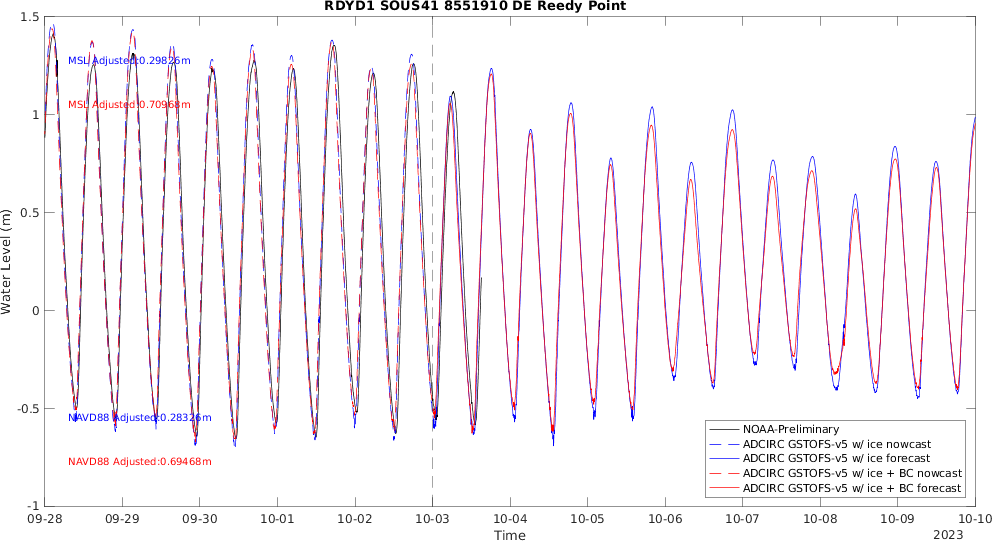 RDYD1 SOUS41 8551910 DE Reedy Point
1.5
1
0.5
0
-0.5
-1
Water Level (m)
MSL Adjusted:0.29826m
MSL Adjusted:0.70968m
NAVD88 Adjusted:0.28326m
NAVD88 Adjusted:0.69468m
NOAA-Preliminary
ADCIRC GSTOFS-v5 w/ ice nowcast
ADCIRC GSTOFS-v5 w/ ice forecast
ADCIRC GSTOFS-v5 w/ ice + BC nowcast
ADCIRC GSTOFS-v5 w/ ice + BC forecast
09-28 09-29 09-30 10-01 10-02 10-03 10-04 10-05 10-06 10-07 10-08 10-09 10-10
Time
2023